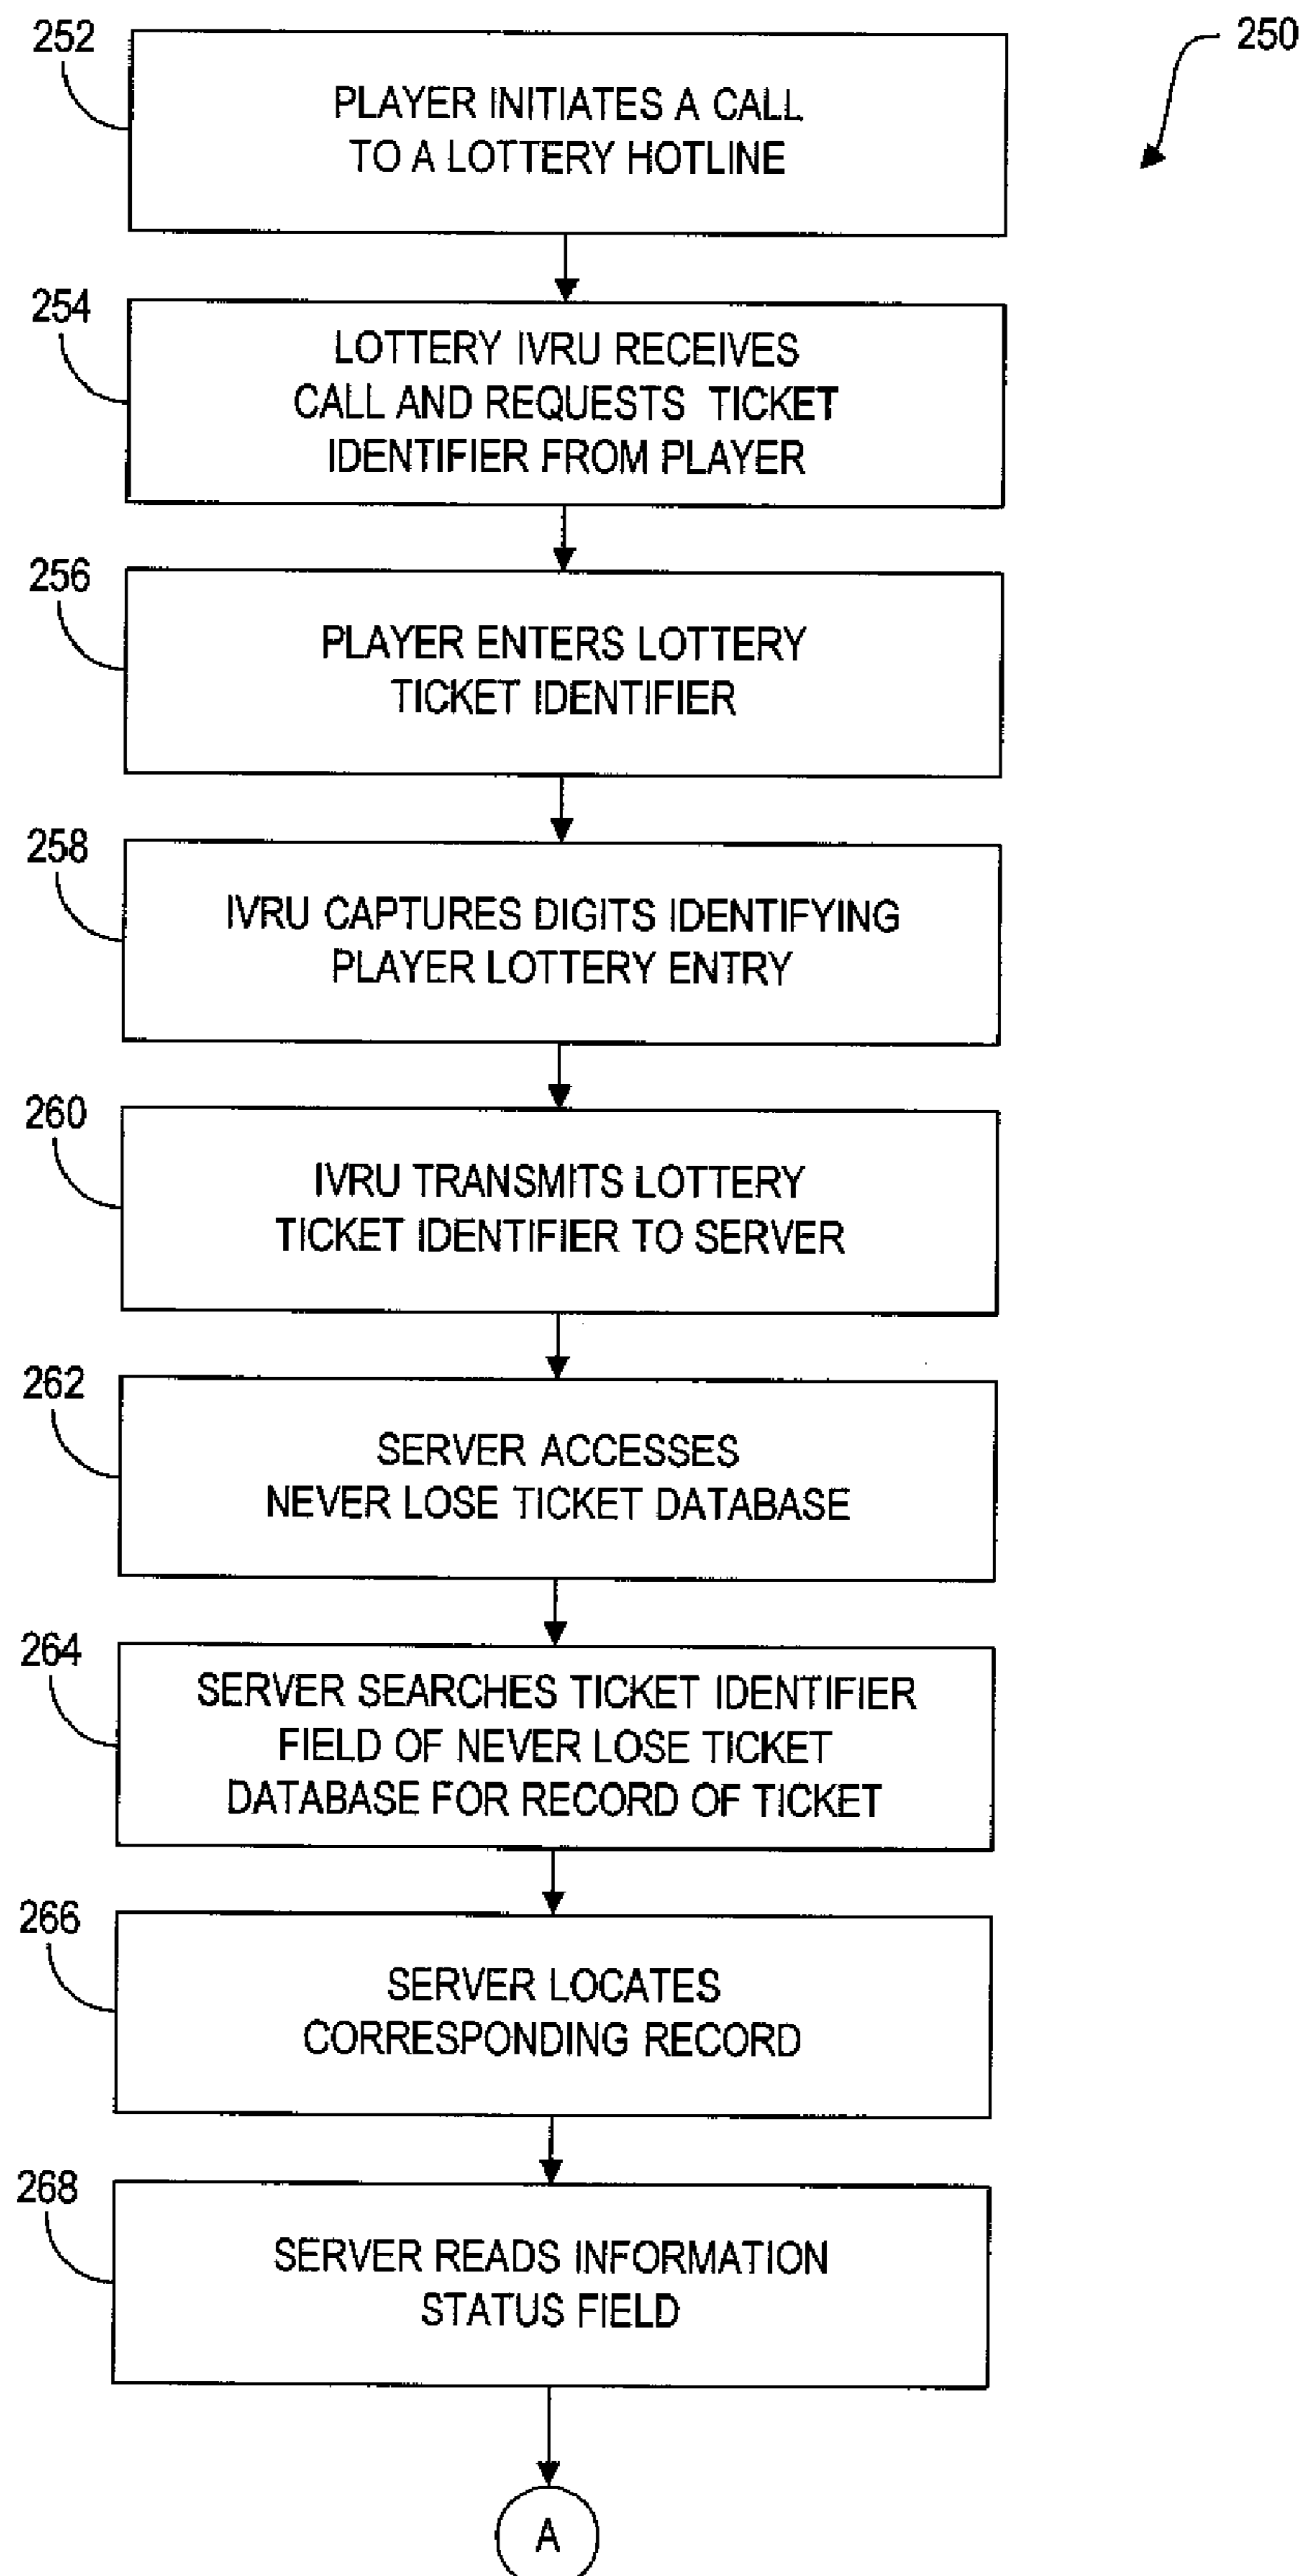 252
250
PLAYER INITIATES A CALL
TO A LOTTERY HOTLINE
254
LOTTERY IVRU RECEIVES
CALL AND REQUESTS TICKET
IDENTIFIER FROM PLAYER
256
PLAYER ENTERS LOTTERY
TICKET IDENTIFIER
258
IVRU CAPTURES DIGITS IDENTIFYING
PLAYER LOTTERY ENTRY
260
IVRU TRANSMITS LOTTERY
TICKET IDENTIFIER TO SERVER
262
SERVER ACCESSES
NEVER LOSE TICKET DATABASE
264
SERVER SEARCHES TICKET IDENTIFIER
FIELD OF NEVER LOSE TICKET
DATABASE FOR RECORD OF TICKET
266
SERVER LOCATES
CORRESPONDING RECORD
268
SERVER READS INFORMATION
STATUS FIELD
A